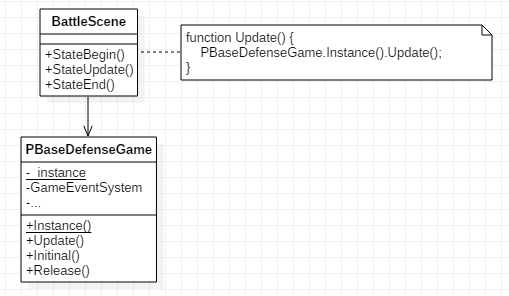 BattleScene
+StateBegin()
+StateUpdate()
+StateEnd()
function Update() {
PBaseDefenseGame.Instance().Update();
}
PBaseDefenseGame
-_instance
-GameEventSystem
-...
+Instance()
+Update()
+Initinal()
+Release()